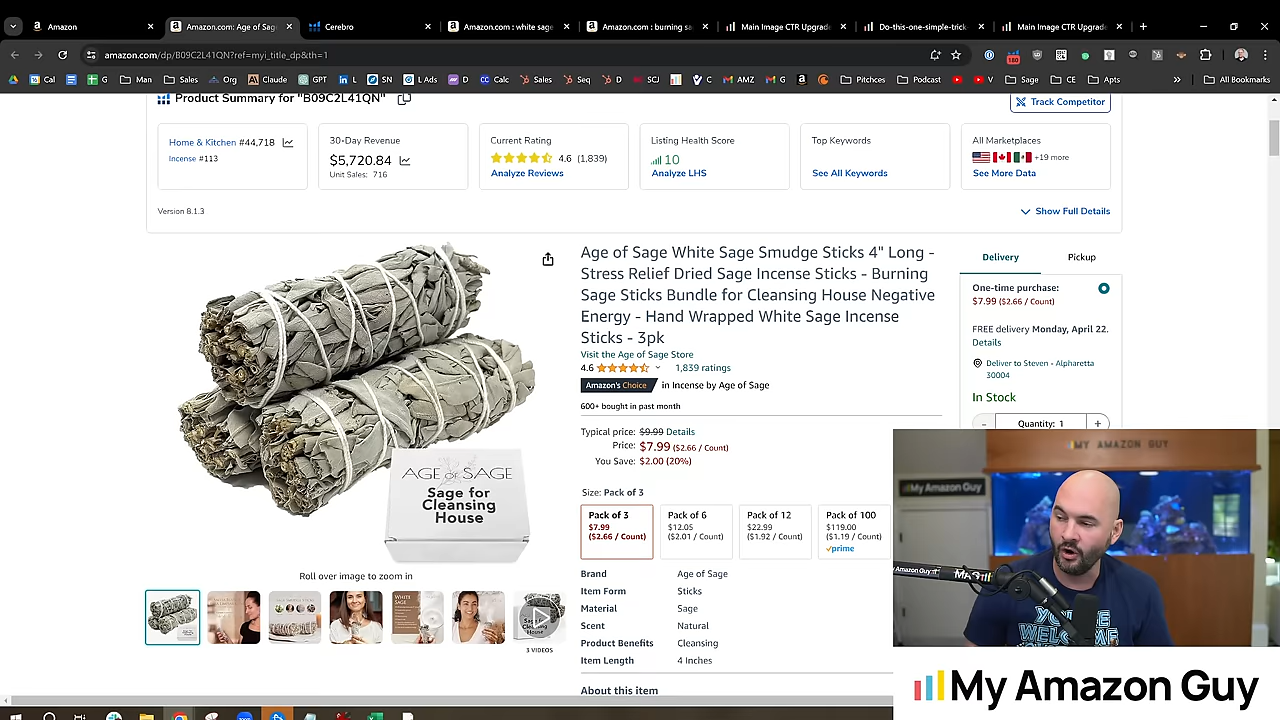 Amazon
Amazon.com: Age of Sage
Cerebro
Amazon.com : white sage
Amazon.com : burning sa
Main Image CTR Upgrade
Do-this-one-simple-trick
Main Image CTR Upgrade
amazon.com/dp/B09C2L41QN?ref=myi_title_dp&th=1
180
Cal
G
Man
Sales
Org
Claude
GPT
L
SN
L Ads
D
Calc
Sales
Seq
D
SCJ
C
AMZ
G
Pitchces
Podcast
V
Sage
CE
Apts
All Bookmarks
Product Summary for "B09C2L41QN"
Track Competitor
Home & Kitchen #44,718
Incense #113
30-Day Revenue
$5,720.84
Unit Sales: 716
Current Rating
4.6 (1,839)
Analyze Reviews
Listing Health Score
10
Analyze LHS
Top Keywords
See All Keywords
All Marketplaces
+19 more
See More Data
Version 8.1.3
Show Full Details
Age of Sage White Sage Smudge Sticks 4" Long -
Stress Relief Dried Sage Incense Sticks - Burning
Sage Sticks Bundle for Cleansing House Negative
Energy - Hand Wrapped White Sage Incense
Sticks - 3pk
Visit the Age of Sage Store
4.6 1,839 ratings
Amazon's Choice in Incense by Age of Sage
600+ bought in past month
Typical price: $9.99 Details
Price: $7.99 ($2.66 / Count)
You Save: $2.00 (20%)
Size: Pack of 3
Pack of 3
$7.99
($2.66 / Count)
Pack of 6
$12.05
($2.01 / Count)
Pack of 12
$22.99
($1.92 / Count)
Pack of 100
$119.00
($1.19 / Count)
prime
Brand Age of Sage
Item Form Sticks
Material Sage
Scent Natural
Product Benefits Cleansing
Item Length 4 Inches
About this item
Delivery
Pickup
One-time purchase:
$7.99 ($2.66 / Count)
FREE delivery Monday, April 22.
Details
Deliver to Steven - Alpharetta
30004
In Stock
- Quantity: 1 +
AGE OF SAGE
Sage for
Cleansing
House
Roll over image to zoom in
WHITE
SAGE
3 VIDEOS
MY AMAZON GUY
My Amazon Guy
Amazon Guy
MAG
YOU'RE
WELCOME
My Amazon Guy